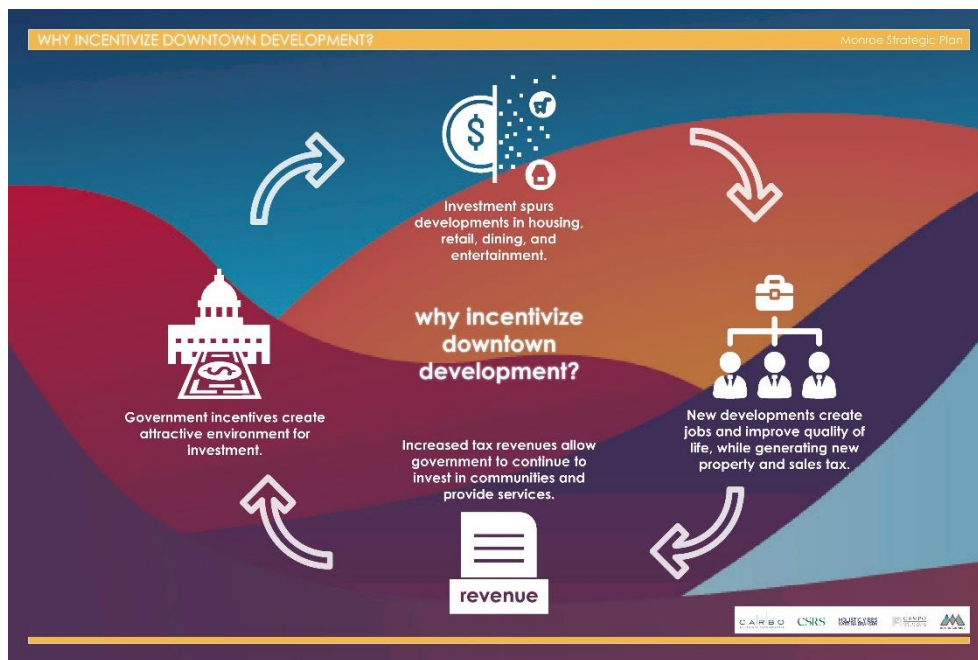 WHY INCENTIVIZE DOWNTOWN DEVELOPMENT?
Monroe Strategic Plan
$
Investment spurs
developments in housing,
retail, dining, and
entertainment.
why incentivize
downtown
development?
Government incentives create
attractive environment for
investment.
$
New developments create
jobs and improve quality of
life, while generating new
property and sales tax.
Increased tax revenues allow
government to continue to
invest in communities and
provide services.
revenue
CARBO
CSRS